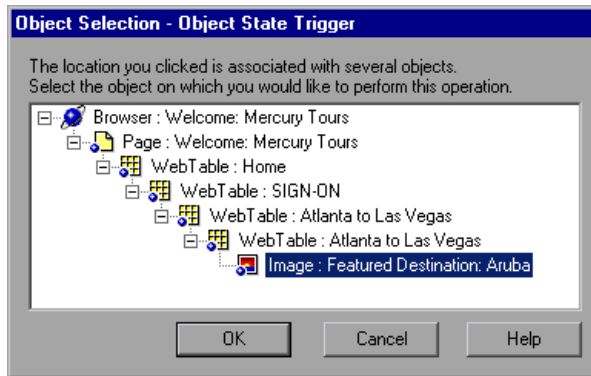 Object Selection - Object State Trigger
The location you clicked is associated with several objects.
Select the object on which you would like to perform this operation.
Browser : Welcome: Mercury Tours
Page : Welcome: Mercury Tours
WebTable : Home
WebTable : SIGN-ON
WebTable : Atlanta to Las Vegas
WebTable : Atlanta to Las Vegas
Image : Featured Destination: Aruba
OK Cancel Help